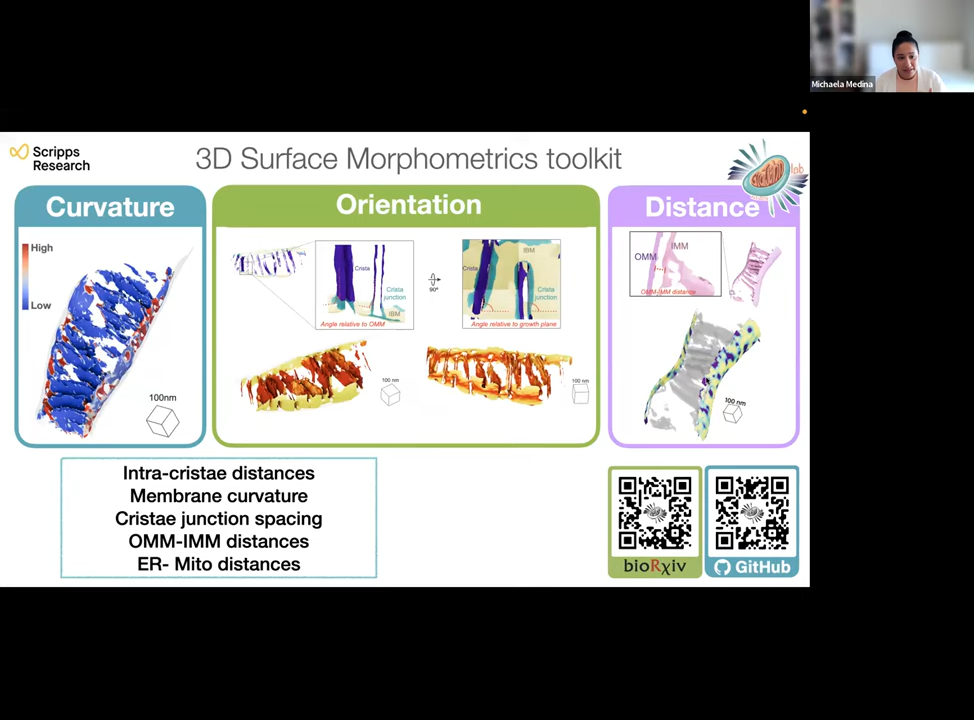 Michaela Medina
Scripps
Research
3D Surface Morphometrics toolkit
lab
Curvature
High
Low
100nm
Orientation
Crista
Crista
junction
IBM
Angle relative to OMM
90°
IBM
Crista
Crista
junction
Angle relative to growth plane
100 nm
100 nm
Distance
IMM
OMM
OMM-IMM distance
100 nm
Intra-cristae distances
Membrane curvature
Cristae junction spacing
OMM-IMM distances
ER- Mito distances
bioRχiv
GitHub